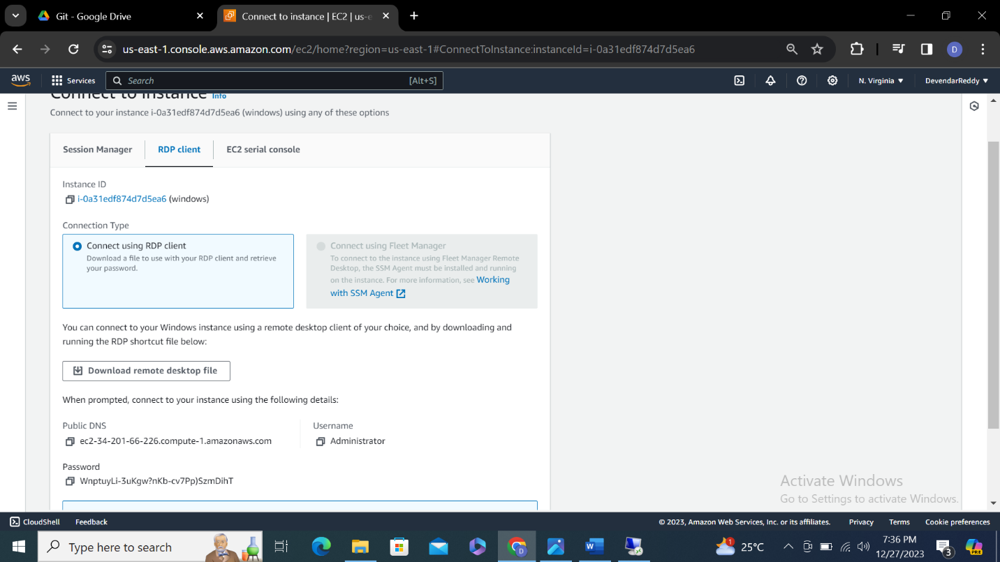 Git - Google Drive
Connect to instance | EC2 | us-e
us-east-1.console.aws.amazon.com/ec2/home?region=us-east-1#ConnectToInstance:instanceId=i-0a31edf874d7d5ea6
D
aws
Services
Search
[Alt+S]
N. Virginia
DevendarReddy
Connect to instance Info
Connect to your instance i-0a31edf874d7d5ea6 (windows) using any of these options
Session Manager
RDP client
EC2 serial console
Instance ID
i-0a31edf874d7d5ea6 (windows)
Connection Type
Connect using RDP client
Download a file to use with your RDP client and retrieve
your password.
Connect using Fleet Manager
To connect to the instance using Fleet Manager Remote
Desktop, the SSM Agent must be installed and running
on the instance. For more information, see Working
with SSM Agent
You can connect to your Windows instance using a remote desktop client of your choice, and by downloading and
running the RDP shortcut file below:
Download remote desktop file
When prompted, connect to your instance using the following details:
Public DNS
ec2-34-201-66-226.compute-1.amazonaws.com
Username
Administrator
Password
WnptuyLi-3uKgw?nKb-cv7Pp)SzmDihT
Activate Windows
Go to Settings to activate Windows.
CloudShell
Feedback
© 2023, Amazon Web Services, Inc. or its affiliates.
Privacy
Terms
Cookie preferences
Type here to search
D
W
1
25°C
7:36 PM
12/27/2023
3
PRE